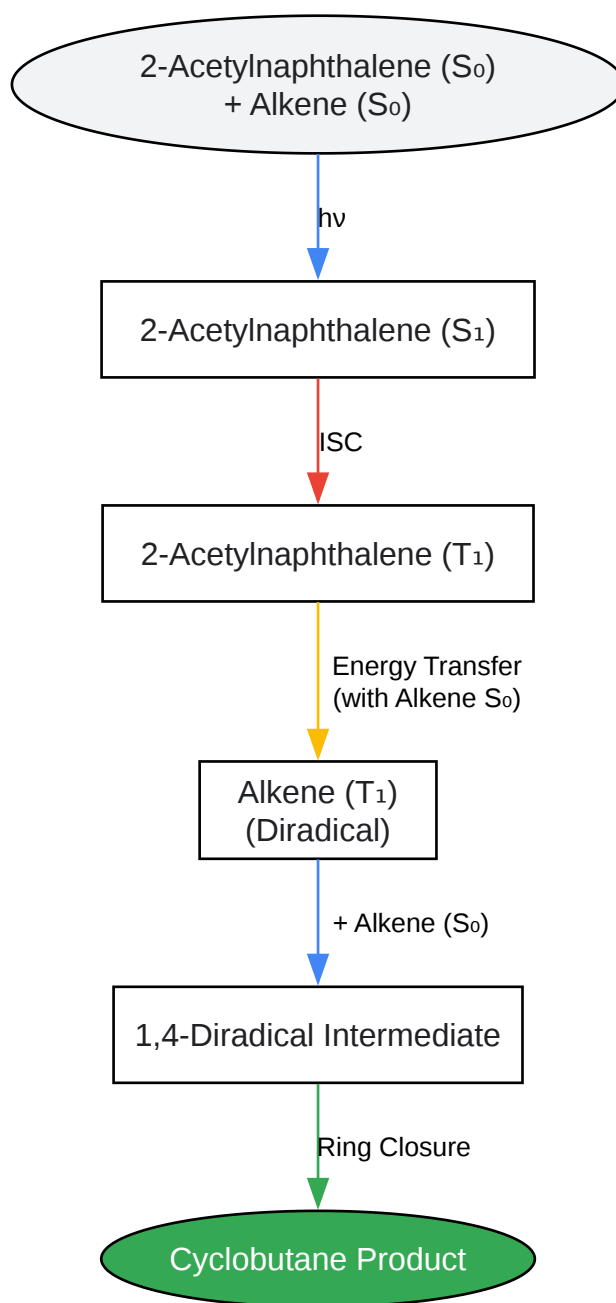 2-Acetylnaphthalene (S₀)
+ Alkene (S₀)
hν
2-Acetylnaphthalene (S₁)
ISC
2-Acetylnaphthalene (T₁)
Energy Transfer
(with Alkene S₀)
Alkene (T₁)
(Diradical)
+ Alkene (S₀)
1,4-Diradical Intermediate
Ring Closure
Cyclobutane Product